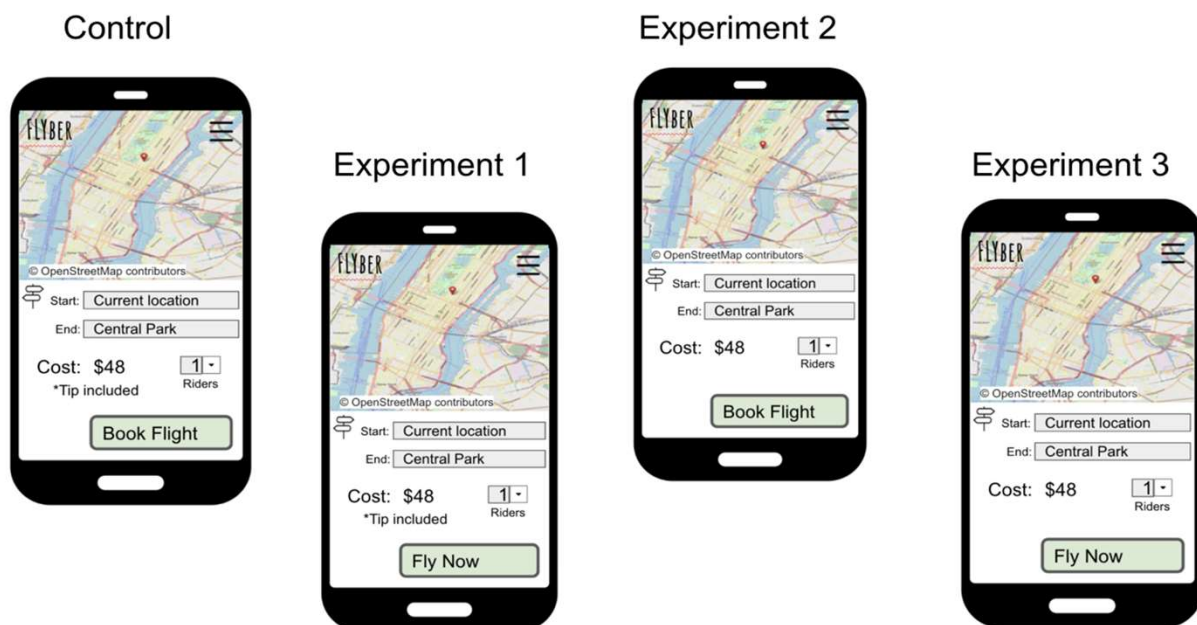 Control
FLYBER
© OpenStreetMap contributors
Start: Current location
End: Central Park
Cost: $48
1
Riders
*Tip included
Book Flight
Experiment 1
FLYBER
© OpenStreetMap contributors
Start: Current location
End: Central Park
Cost: $48
1
Riders
*Tip included
Fly Now
Experiment 2
FLYBER
© OpenStreetMap contributors
Start: Current location
End: Central Park
Cost: $48
1
Riders
Book Flight
Experiment 3
FLYBER
© OpenStreetMap contributors
Start: Current location
End: Central Park
Cost: $48
1
Riders
Fly Now